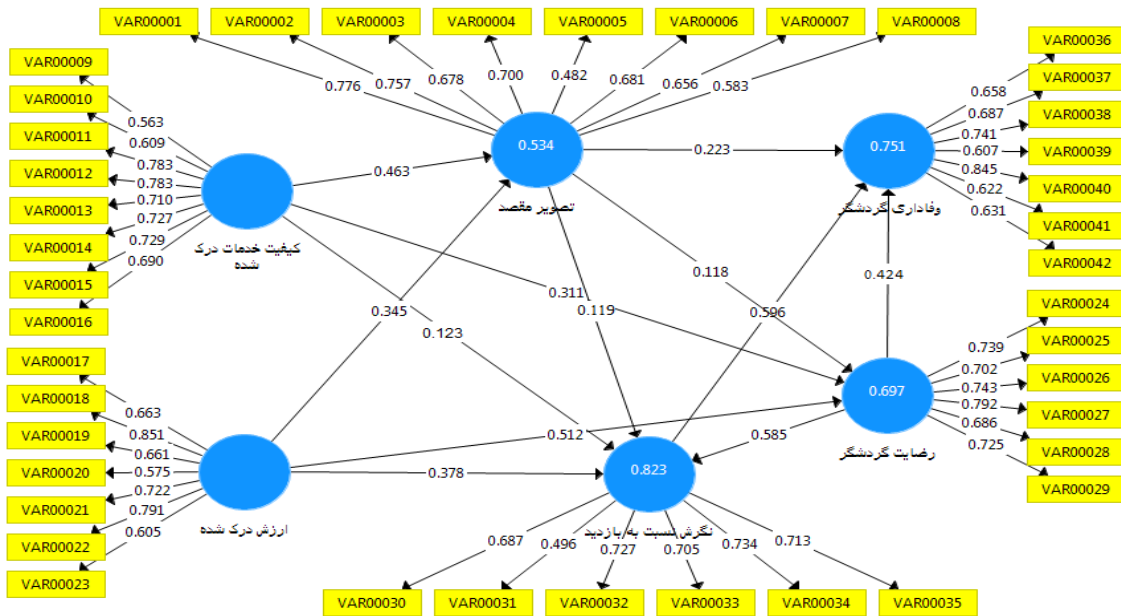 VAR00001
VAR00002
VAR00003
VAR00004
VAR00005
VAR00006
VAR00007
VAR00008
0.776
0.757
0.678
0.700
0.482
0.681
0.656
0.583
VAR00009
VAR00010
VAR00011
VAR00012
VAR00013
VAR00014
VAR00015
VAR00016
0.563
0.609
0.783
0.783
0.710
0.727
0.729
0.690
کیفیت خدمات درک
شده
0.534
تصویر مقصد
0.751
وفاداری گردشگر
VAR00036
VAR00037
VAR00038
VAR00039
VAR00040
VAR00041
VAR00042
0.658
0.687
0.741
0.607
0.845
0.622
0.631
0.463
0.223
0.345
0.311
0.119
0.123
0.118
0.596
0.424
0.512
0.378
0.585
VAR00017
VAR00018
VAR00019
VAR00020
VAR00021
VAR00022
VAR00023
0.663
0.851
0.661
0.575
0.722
0.791
0.605
ارزش درک شده
0.823
نگرش نسبت به بازدید
0.697
رضایت گردشگر
VAR00024
VAR00025
VAR00026
VAR00027
VAR00028
VAR00029
0.739
0.702
0.743
0.792
0.686
0.725
0.687
0.496
0.727
0.705
0.734
0.713
VAR00030
VAR00031
VAR00032
VAR00033
VAR00034
VAR00035